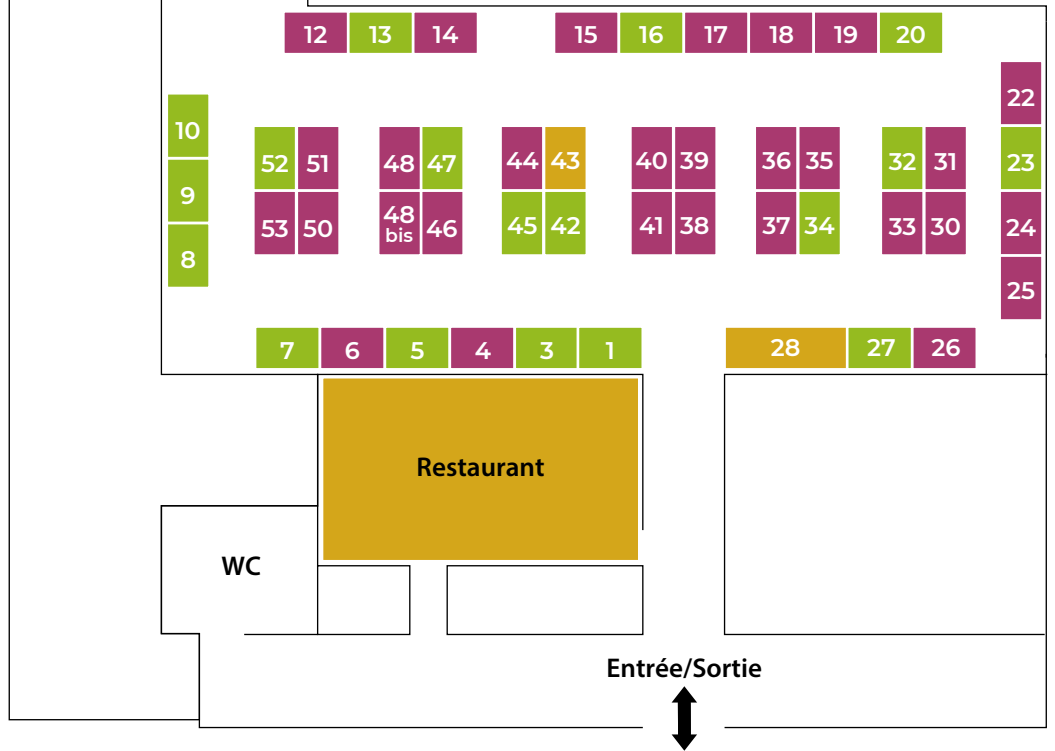 12 13 14 15 16 17 18 19 20
22
10 52 51 48 47 44 43 40 39 36 35 32 31 23
9
53 50 48 bis 46 45 42 41 38 37 34 33 30 24
8
25
7 6 5 4 3 1 28 27 26
Restaurant
WC
Entrée/Sortie